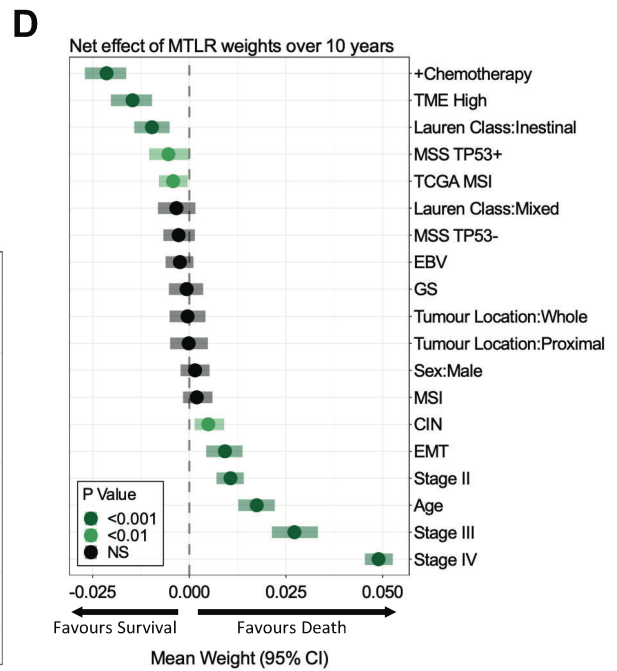 D
Net effect of MTLR weights over 10 years
+Chemotherapy
TME High
Lauren Class:Inestinal
MSS TP53+
TCGA MSI
Lauren Class:Mixed
MSS TP53-
EBV
GS
Tumour Location:Whole
Tumour Location:Proximal
Sex:Male
MSI
CIN
EMT
Stage II
Age
Stage III
Stage IV
P Value
<0.001
<0.01
NS
-0.025 0.000 0.025 0.050
Favours Survival Favours Death
Mean Weight (95% CI)